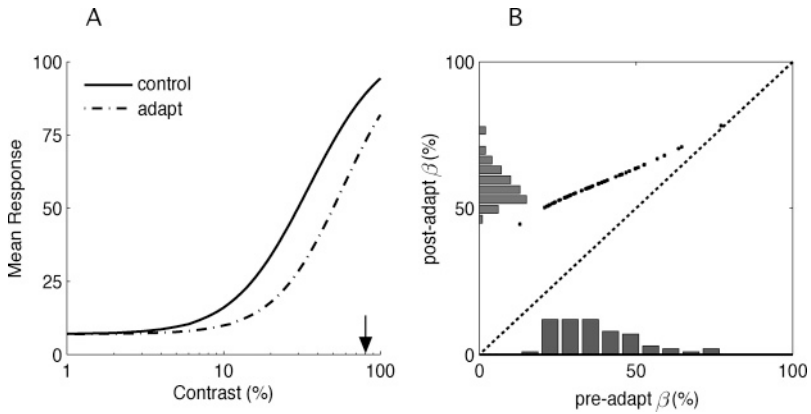 A
100
75
50
25
0
Mean Response
control
adapt
1
10
100
Contrast (%)
B
100
50
0
post-adapt β(%)
0
50
100
pre-adapt β(%)